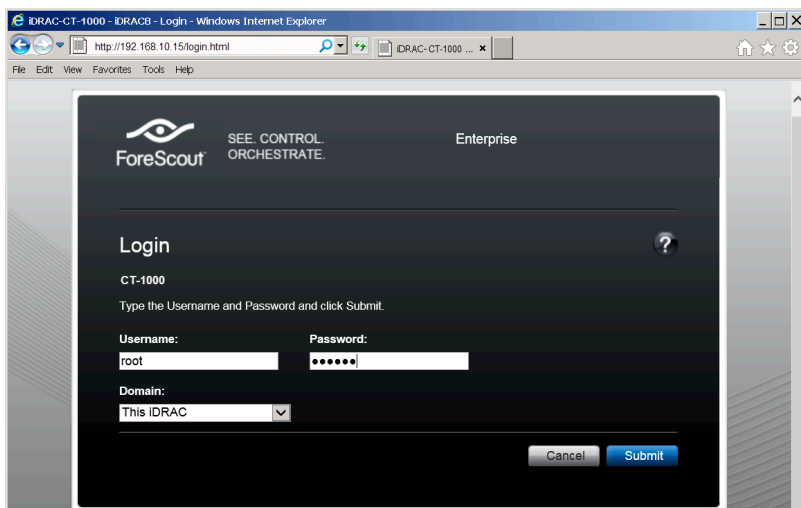 iDRAC-CT-1000 - iDRAC8 - Login - Windows Internet Explorer
http://192.168.10.15/login.html
iDRAC-CT-1000 ...
File Edit View Favorites Tools Help
ForeScout
SEE. CONTROL.
ORCHESTRATE.
Enterprise
Login
?
CT-1000
Type the Username and Password and click Submit.
Username: Password:
root ●●●●●●
Domain:
This iDRAC
Cancel Submit